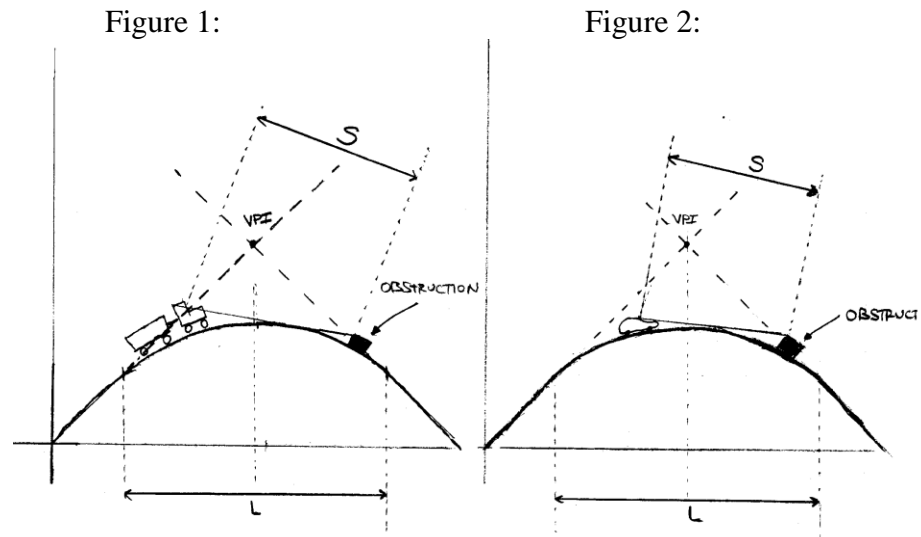 Figure 1:
S
VPI
OBSTRUCTION
L
Figure 2:
S
VPI
OBSTRUCT
L